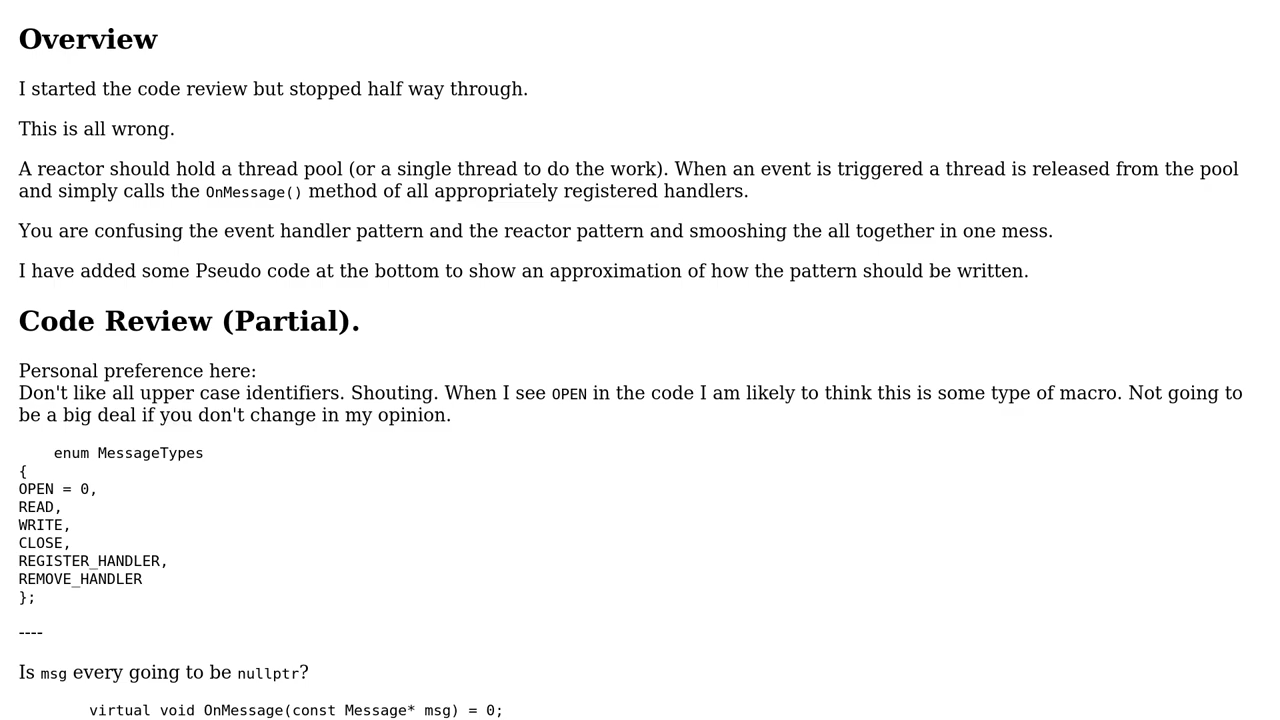 Overview
I started the code review but stopped half way through.
This is all wrong.
A reactor should hold a thread pool (or a single thread to do the work). When an event is triggered a thread is released from the pool
and simply calls the OnMessage() method of all appropriately registered handlers.
You are confusing the event handler pattern and the reactor pattern and smooshing the all together in one mess.
I have added some Pseudo code at the bottom to show an approximation of how the pattern should be written.
Code Review (Partial).
Personal preference here:
Don't like all upper case identifiers. Shouting. When I see OPEN in the code I am likely to think this is some type of macro. Not going to
be a big deal if you don't change in my opinion.
    enum MessageTypes
{
OPEN = 0,
READ,
WRITE,
CLOSE,
REGISTER_HANDLER,
REMOVE_HANDLER
};
----
Is msg every going to be nullptr?
        virtual void OnMessage(const Message* msg) = 0;